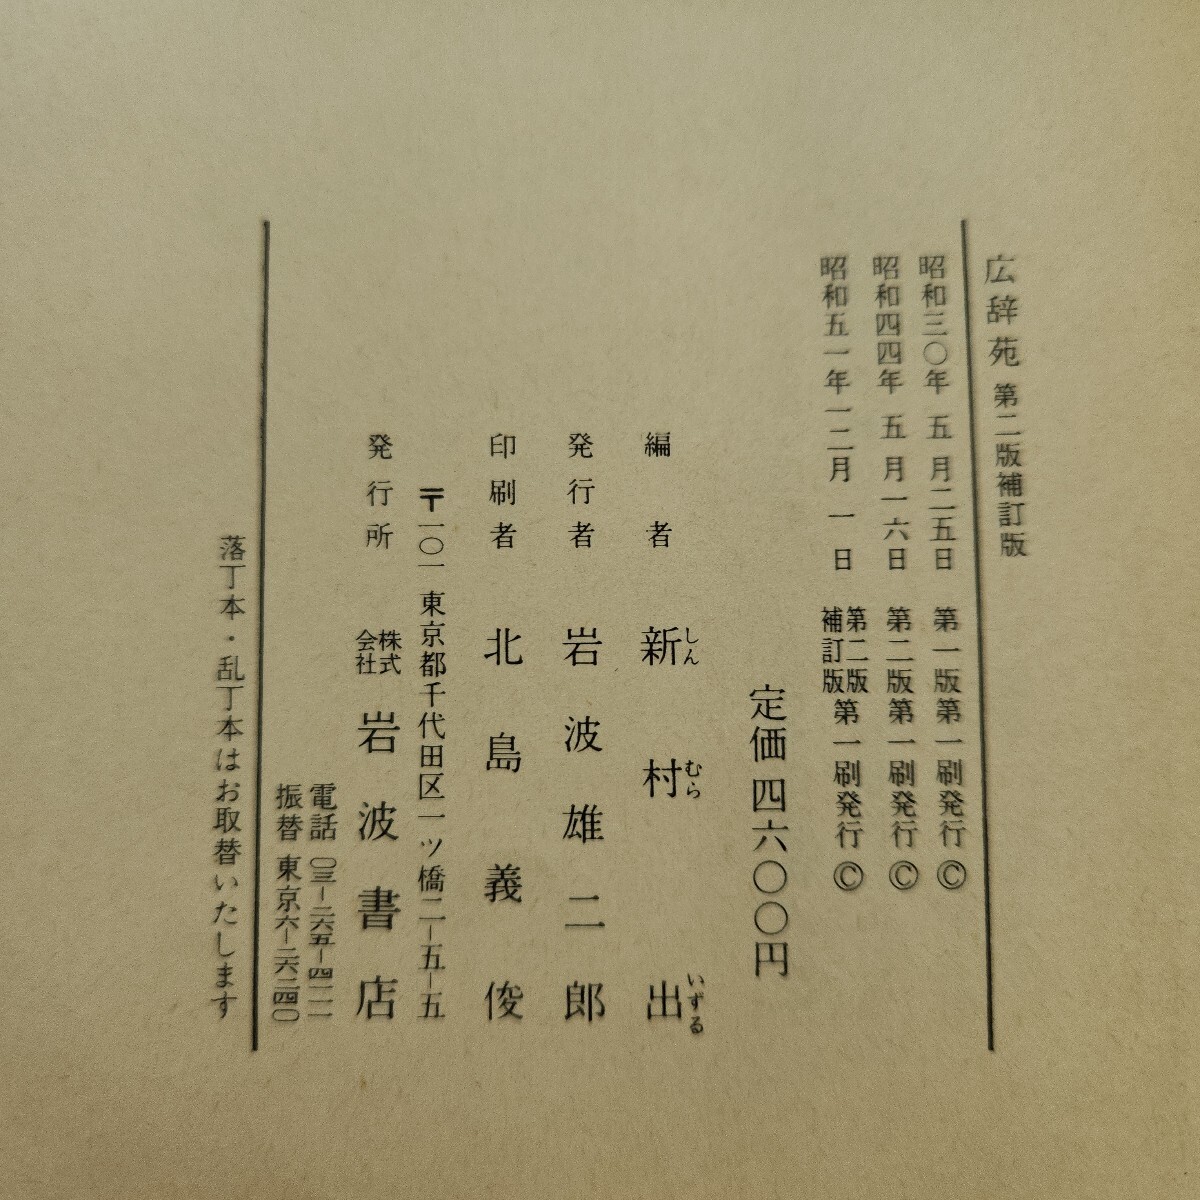 広辞苑 第二版補訂版
昭和三〇年 五月二五日 第一版第一刷発行 ©
昭和四四年 五月一六日 第二版第一刷発行 ©
昭和五一年一二月 一日 第二版補訂版第一刷発行 ©
定価 四六〇〇円
編者 新村出
しんむらいずる
発行者 岩波雄二郎
印刷者 北島義俊
〒一〇一 東京都千代田区一ツ橋二-五-五
発行所 株式会社 岩波書店
電話 〇三-二六五-四一一一
振替 東京六-二六二四〇
落丁本・乱丁本はお取替いたします